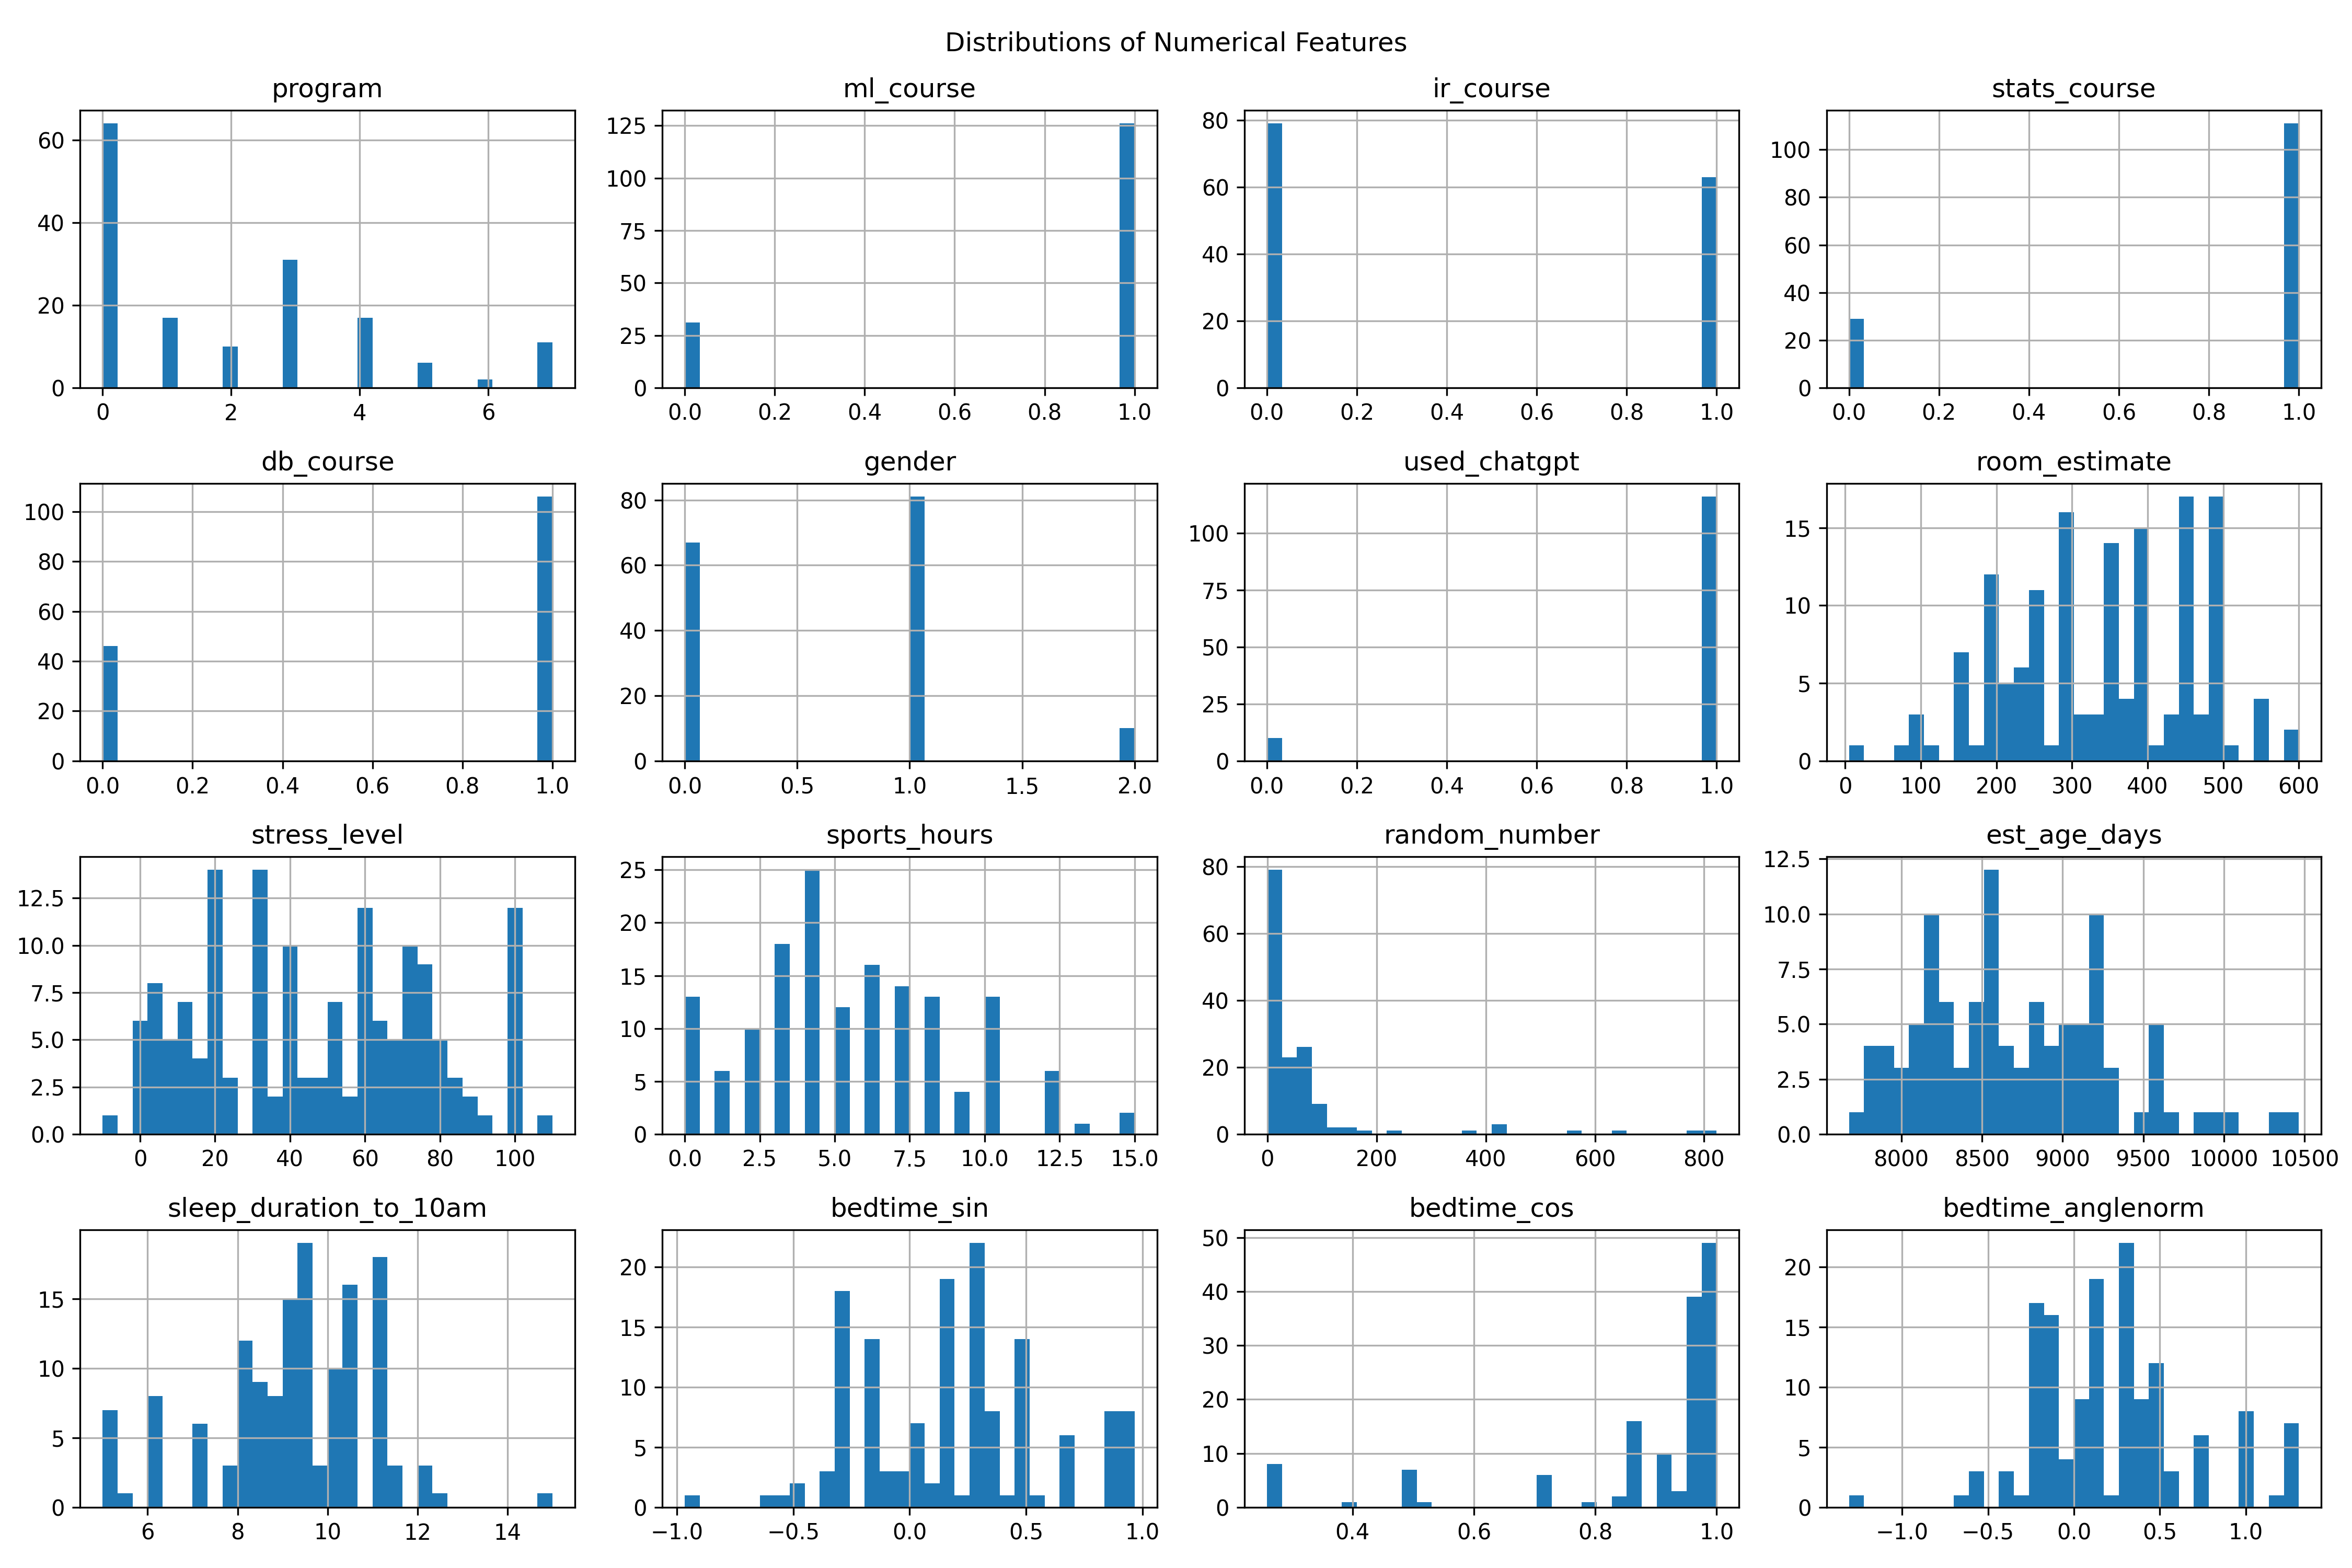 Distributions of Numerical Features
program ml_course ir_course stats_course
60 125 80 100
40 100 60 80
20 75 40 60
0 50 20 40
25 0 20
0 0
0 2 4 6 0.0 0.2 0.4 0.6 0.8 1.0 0.0 0.2 0.4 0.6 0.8 1.0 0.0 0.2 0.4 0.6 0.8 1.0
db_course gender used_chatgpt room_estimate
100 80 100 15
80 60 75 10
60 40 50 5
40 20 25 0
20 0 0
0
0.0 0.2 0.4 0.6 0.8 1.0 0.0 0.5 1.0 1.5 2.0 0.0 0.2 0.4 0.6 0.8 1.0 0 100 200 300 400 500 600
stress_level sports_hours random_number est_age_days
12.5 25 80 12.5
10.0 20 60 10.0
7.5 15 40 7.5
5.0 10 20 5.0
2.5 5 0 2.5
0.0 0 0.0
0 20 40 60 80 100 0.0 2.5 5.0 7.5 10.0 12.5 15.0 0 200 400 600 800 8000 8500 9000 9500 10000 10500
sleep_duration_to_10am bedtime_sin bedtime_cos bedtime_anglenorm
15 20 50 20
10 15 40 15
5 10 30 10
0 5 20 5
0 10 0
0
6 8 10 12 14 −1.0 −0.5 0.0 0.5 1.0 0.4 0.6 0.8 1.0 −1.0 −0.5 0.0 0.5 1.0